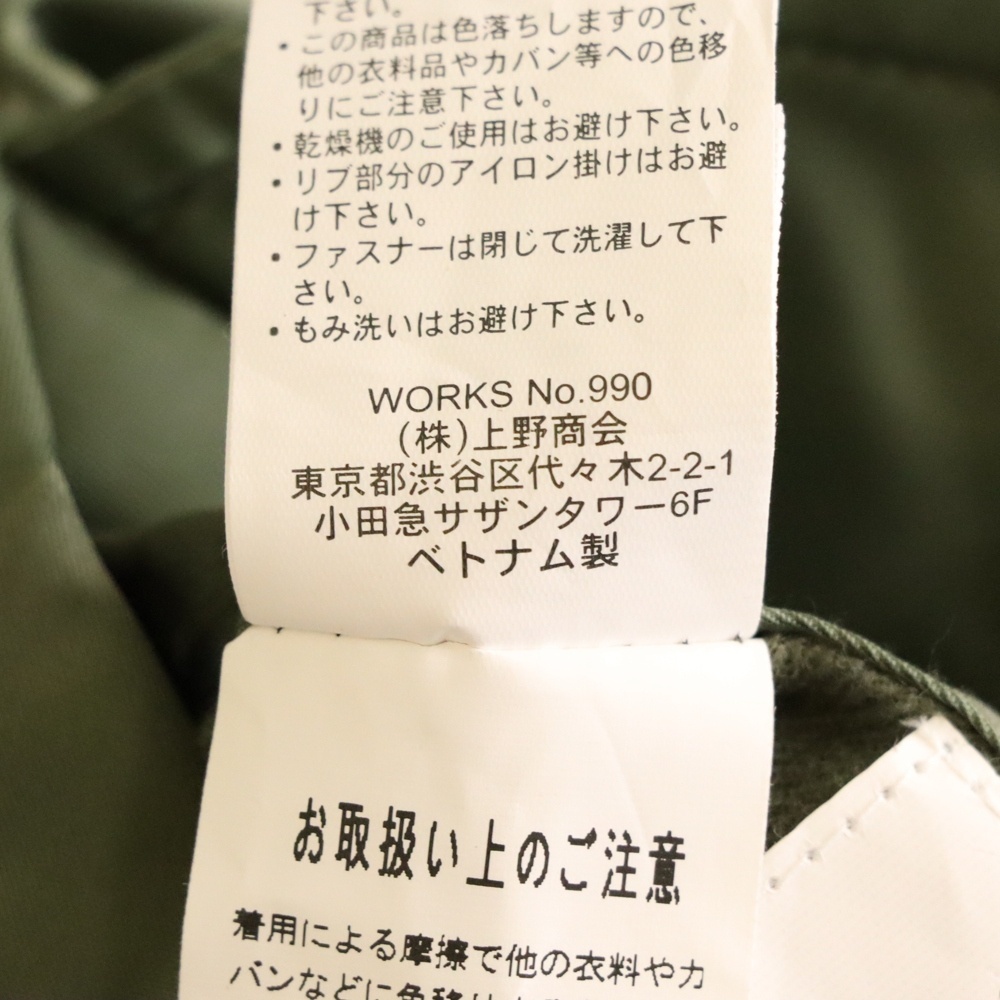 下さい。
・この商品は色落ちしますので、
他の衣料品やカバン等への色移
りにご注意下さい。
・乾燥機のご使用はお避け下さい。
・リブ部分のアイロン掛けはお避
け下さい。
・ファスナーは閉じて洗濯して下
さい。
・もみ洗いはお避け下さい。
WORKS No.990
(株)上野商会
東京都渋谷区代々木2-2-1
小田急サザンタワー6F
ベトナム製
お取扱い上のご注意
着用による摩擦で他の衣料やカ
バンなどに色移り